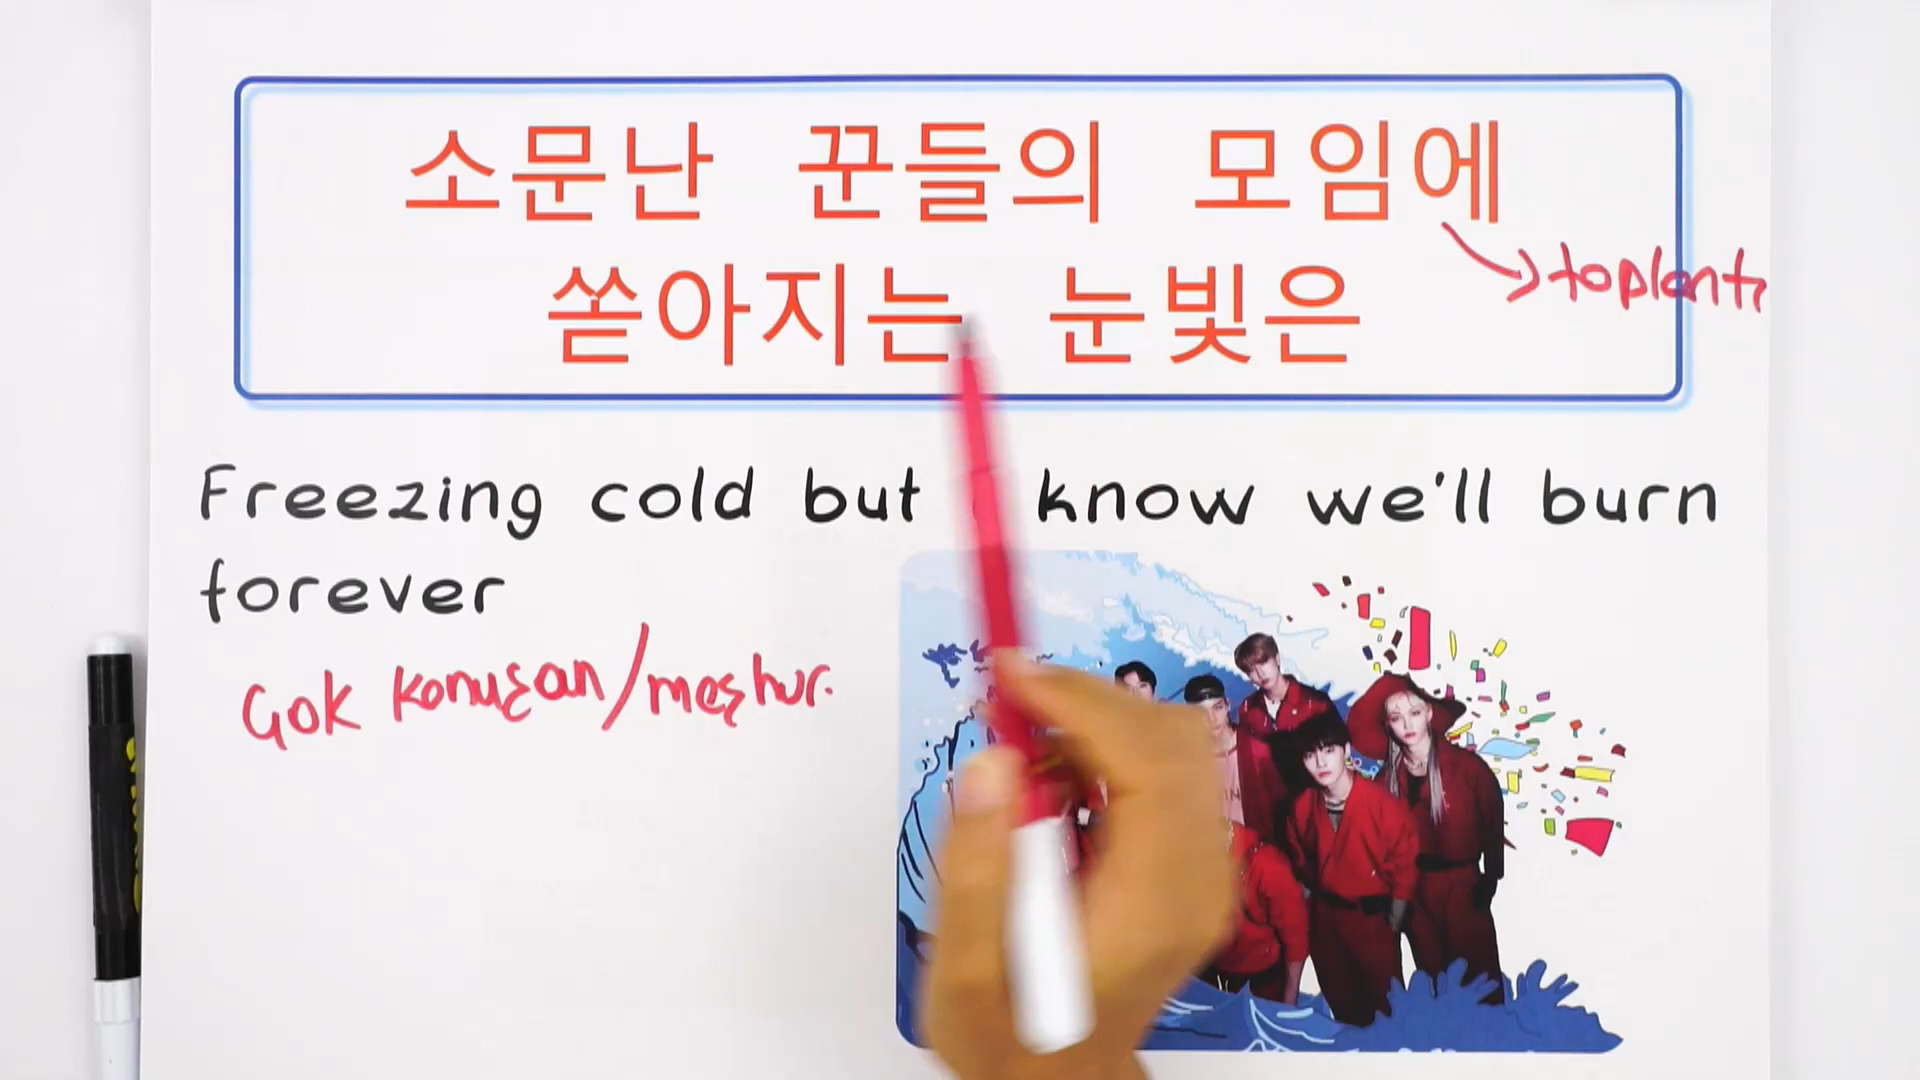 소문난 꾼들의 모임에
toplantı
쏟아지는 눈빛은
Freezing cold but I know we'll burn
forever
Çok konuşan/meşhur.